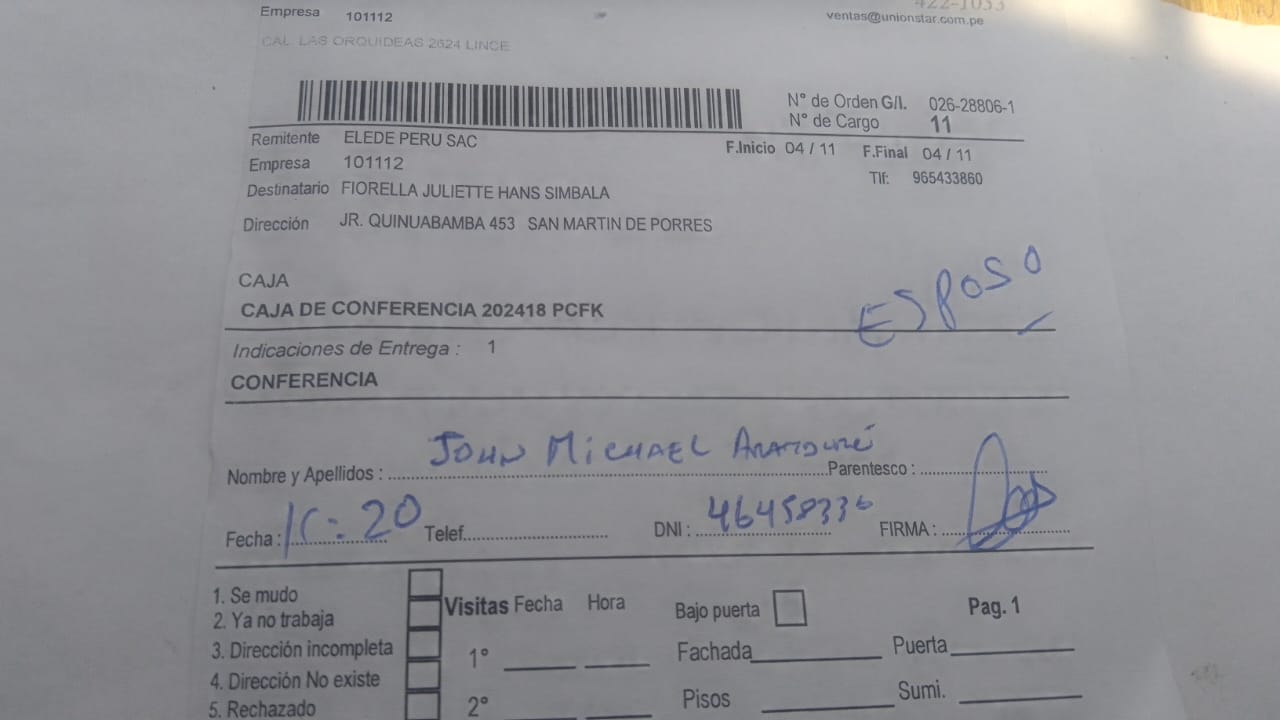 422-1033
Empresa 101112 ventas@unionstar.com.pe
CAL LAS ORQUIDEAS 2624 LINCE
N° de Orden G/I. 026-28806-1
N° de Cargo 11
Remitente ELEDE PERU SAC F.Inicio 04 / 11 F.Final 04 / 11
Empresa 101112 Tlf: 965433860
Destinatario FIORELLA JULIETTE HANS SIMBALA
Dirección JR. QUINUABAMBA 453 SAN MARTIN DE PORRES
CAJA
CAJA DE CONFERENCIA 202418 PCFK
ESPOSO
Indicaciones de Entrega : 1
CONFERENCIA
Nombre y Apellidos : JOHN MICHAEL Parentesco :
Fecha : Telef. DNI : 46458336 FIRMA :
1. Se mudo
2. Ya no trabaja
3. Dirección incompleta
4. Dirección No existe
5. Rechazado
Visitas Fecha Hora Bajo puerta Pag. 1
1° Fachada Puerta
2° Pisos Sumi.